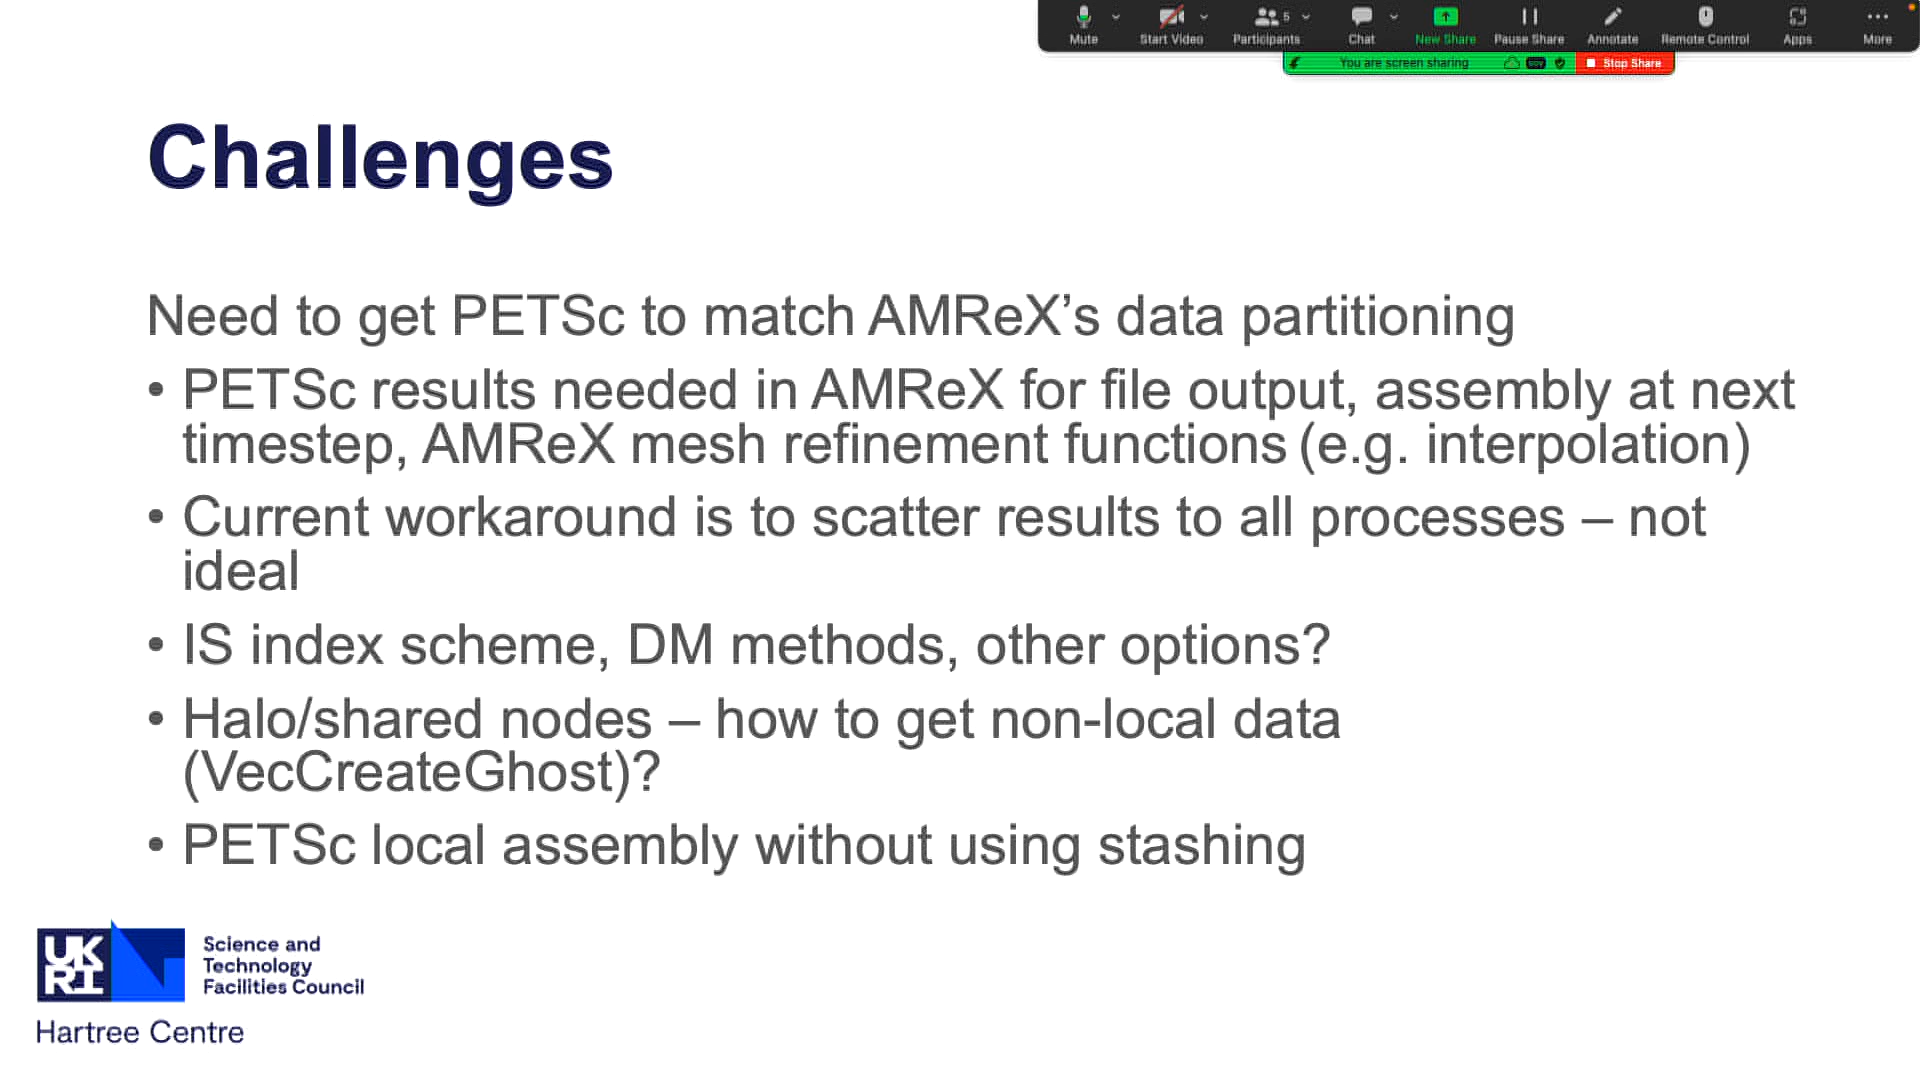 Mute
Start Video
5
Participants
Chat
New Share
Pause Share
Annotate
Remote Control
Apps
More
You are screen sharing
Stop Share
Challenges
Need to get PETSc to match AMReX’s data partitioning
• PETSc results needed in AMReX for file output, assembly at next
timestep, AMReX mesh refinement functions (e.g. interpolation)
• Current workaround is to scatter results to all processes – not
ideal
• IS index scheme, DM methods, other options?
• Halo/shared nodes – how to get non-local data
(VecCreateGhost)?
• PETSc local assembly without using stashing
UK
RI
Science and
Technology
Facilities Council
Hartree Centre